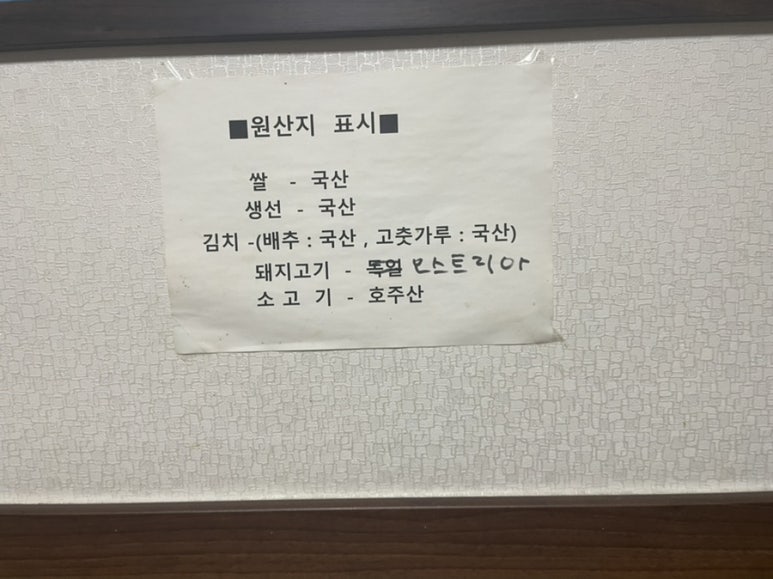 ■원산지 표시■
쌀 - 국산
생선 - 국산
김치 -(배추 : 국산 , 고춧가루 : 국산)
돼지고기 - 독일 오스트리아
소 고 기 - 호주산